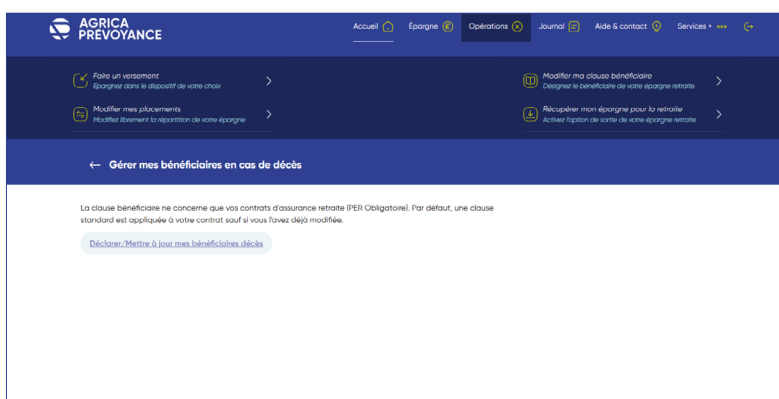 AGRICA
PRÉVOYANCE
Accueil
Épargne
Opérations
Journal
Aide & contact
Services +
Faire un versement
Epargnez dans le dispositif de votre choix
Modifier mes placements
Modifiez librement la répartition de votre épargne
Modifier ma clause bénéficiaire
Désignez le bénéficiaire de votre épargne retraite
Récupérer mon épargne pour la retraite
Activez l'option de sortie de votre épargne retraite
← Gérer mes bénéficiaires en cas de décès
La clause bénéficiaire ne concerne que vos contrats d'assurance retraite (PER Obligatoire). Par défaut, une clause
standard est appliquée à votre contrat sauf si vous l'avez déjà modifiée.
Déclarer/Mettre à jour mes bénéficiaires décès